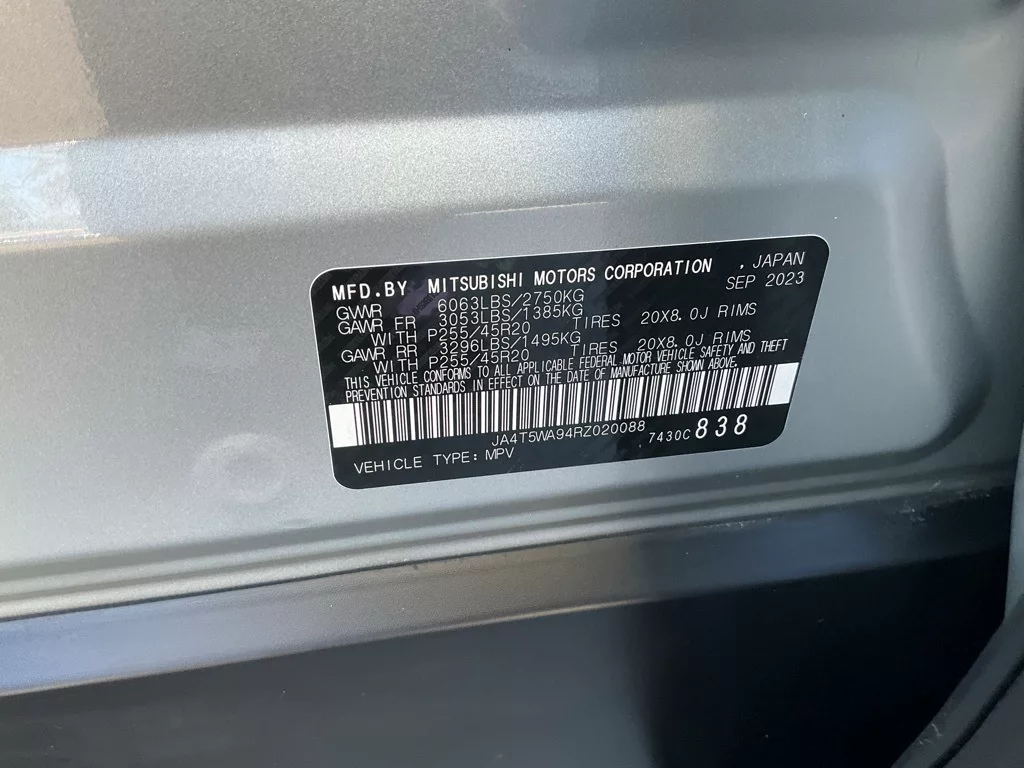 MFD.BY MITSUBISHI MOTORS CORPORATION , JAPAN
SEP 2023
GVWR 6063LBS/2750KG
GAWR FR 3053LBS/1385KG
WITH P255/45R20 TIRES 20X8.0J RIMS
GAWR RR 3296LBS/1495KG
WITH P255/45R20 TIRES 20X8.0J RIMS
THIS VEHICLE CONFORMS TO ALL APPLICABLE FEDERAL MOTOR VEHICLE SAFETY AND THEFT
PREVENTION STANDARDS IN EFFECT ON THE DATE OF MANUFACTURE SHOWN ABOVE.
JA4T5WA94RZ020088 , 7430C 838
VEHICLE TYPE: MPV